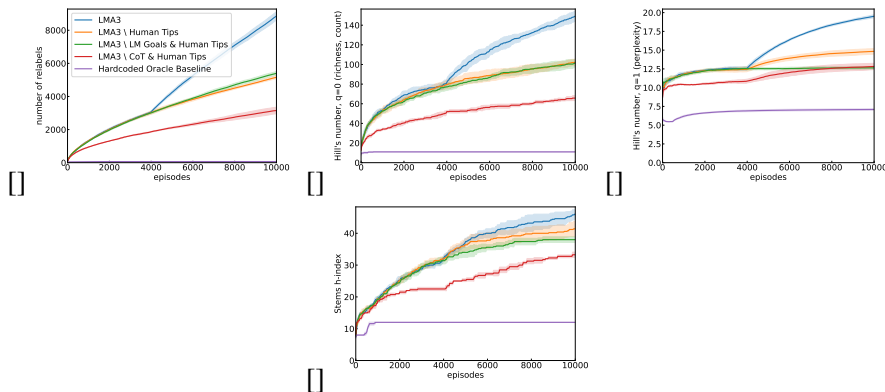 8000
6000
4000
2000
0
number of relabels
LMA3
LMA3 \ Human Tips
LMA3 \ LM Goals & Human Tips
LMA3 \ CoT & Human Tips
Hardcoded Oracle Baseline
0 2000 4000 6000 8000 10000
episodes
[]
140
120
100
80
60
40
20
0
Hill's number, q=0 (richness, count)
0 2000 4000 6000 8000 10000
episodes
[]
20.0
17.5
15.0
12.5
10.0
7.5
5.0
2.5
0.0
Hill's number, q=1 (perplexity)
0 2000 4000 6000 8000 10000
episodes
[]
40
30
20
10
0
Stems h-index
0 2000 4000 6000 8000 10000
episodes
[]